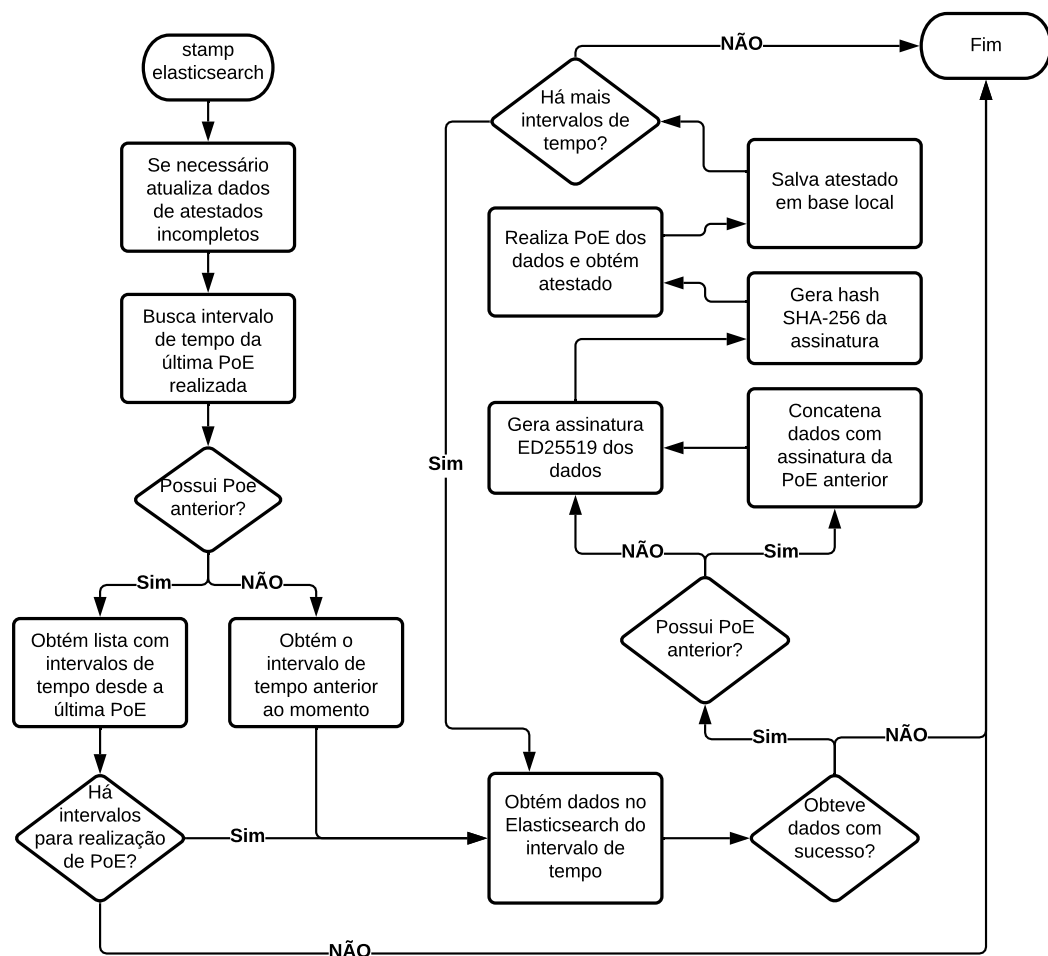 stamp
elasticsearch
Se necessário
atualiza dados
de atestados
incompletos
Busca intervalo
de tempo da
última PoE
realizada
Possui Poe
anterior?
Sim
NÃO
Obtém lista com
intervalos de
tempo desde a
última PoE
Obtém o
intervalo de
tempo anterior
ao momento
Há
intervalos
para realização
de PoE?
Sim
NÃO
Obtém dados no
Elasticsearch do
intervalo de
tempo
Obteve
dados com
sucesso?
Sim
NÃO
Possui PoE
anterior?
NÃO
Sim
Concatena
dados com
assinatura da
PoE anterior
Gera assinatura
ED25519 dos
dados
Gera hash
SHA-256 da
assinatura
Realiza PoE dos
dados e obtém
atestado
Salva atestado
em base local
Há mais
intervalos de
tempo?
Sim
NÃO
Fim